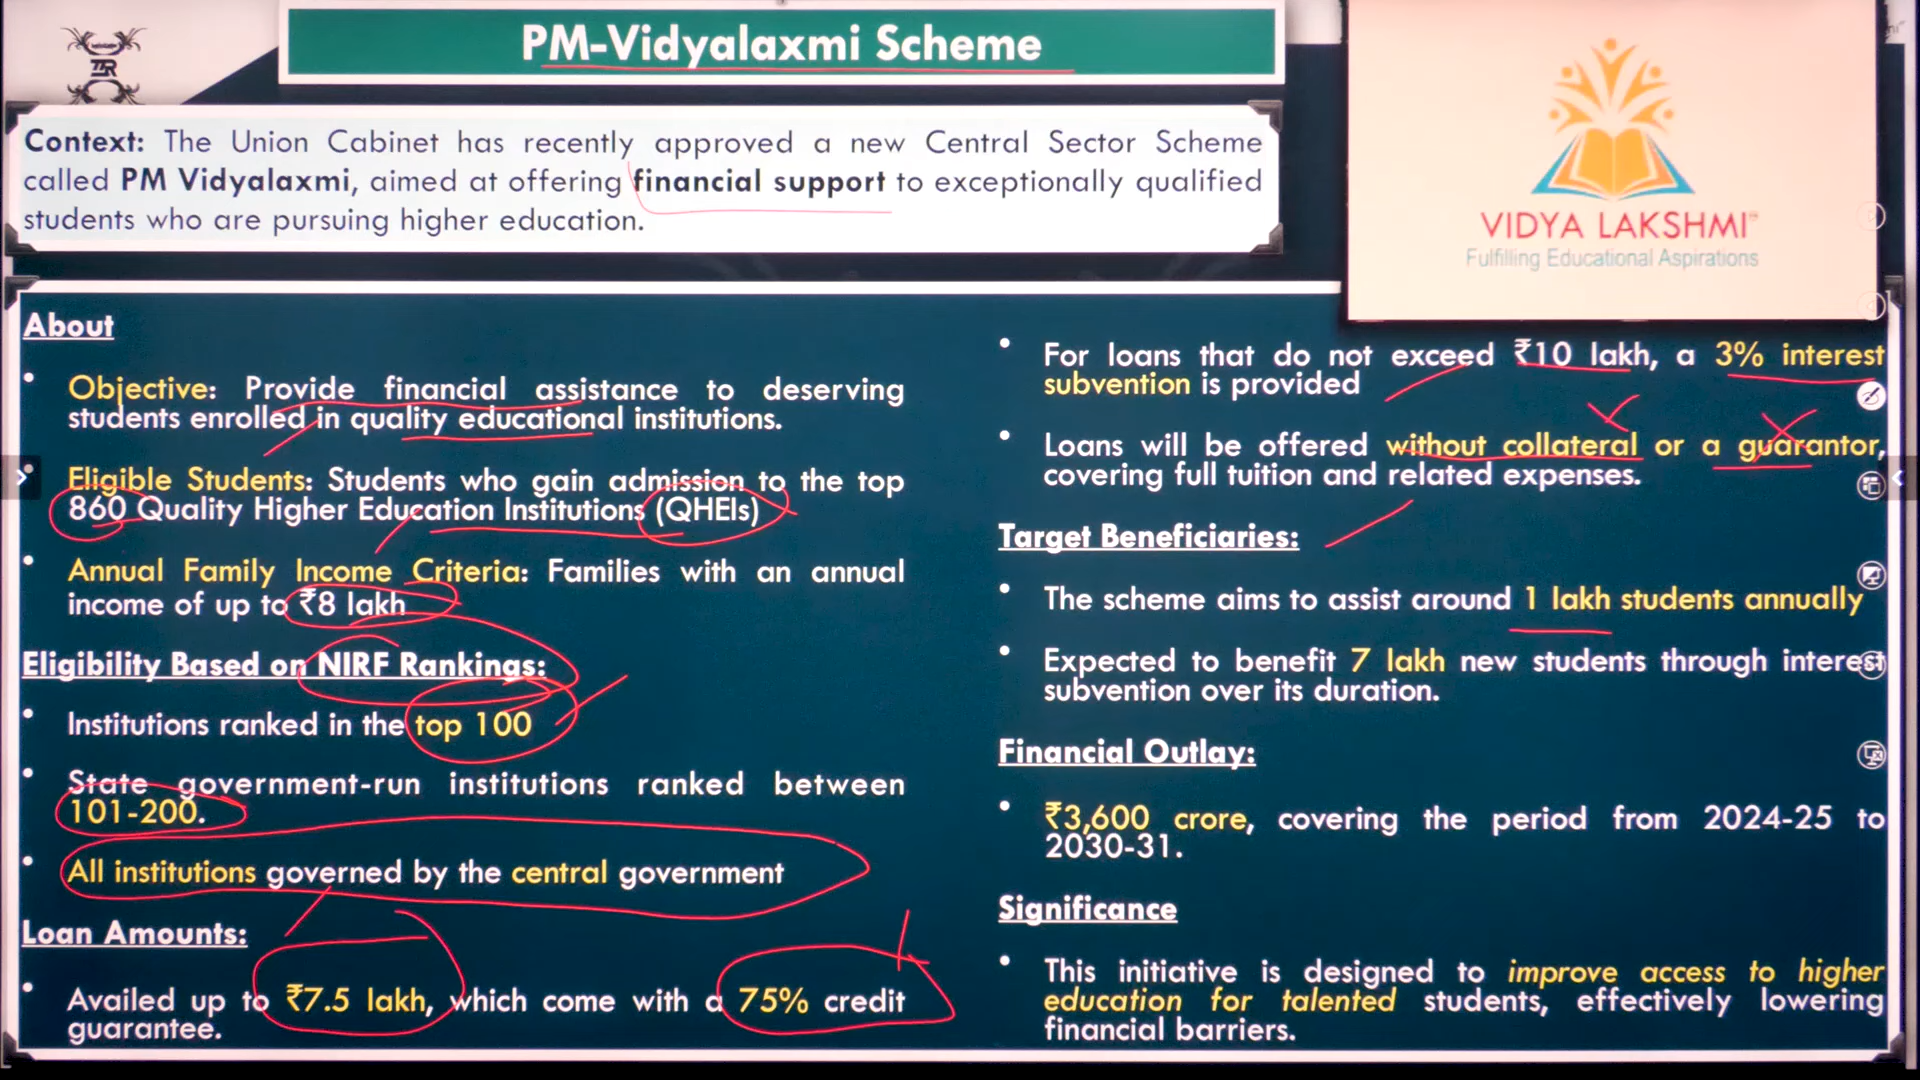 PM-Vidyalaxmi Scheme
Context: The Union Cabinet has recently approved a new Central Sector Scheme
called PM Vidyalaxmi, aimed at offering financial support to exceptionally qualified
students who are pursuing higher education.
VIDYA LAKSHMI
Fulfilling Educational Aspirations
About
• Objective: Provide financial assistance to deserving
students enrolled in quality educational institutions.
• Eligible Students: Students who gain admission to the top
860 Quality Higher Education Institutions (QHEIs)
• Annual Family Income Criteria: Families with an annual
income of up to ₹8 lakh
Eligibility Based on NIRF Rankings:
• Institutions ranked in the top 100
• State government-run institutions ranked between
101-200.
• All institutions governed by the central government
Loan Amounts:
• Availed up to ₹7.5 lakh, which come with a 75% credit
guarantee.
• For loans that do not exceed ₹10 lakh, a 3% interest
subvention is provided
• Loans will be offered without collateral or a guarantor,
covering full tuition and related expenses.
Target Beneficiaries:
• The scheme aims to assist around 1 lakh students annually
• Expected to benefit 7 lakh new students through interest
subvention over its duration.
Financial Outlay:
• ₹3,600 crore, covering the period from 2024-25 to
2030-31.
Significance
• This initiative is designed to improve access to higher
education for talented students, effectively lowering
financial barriers.